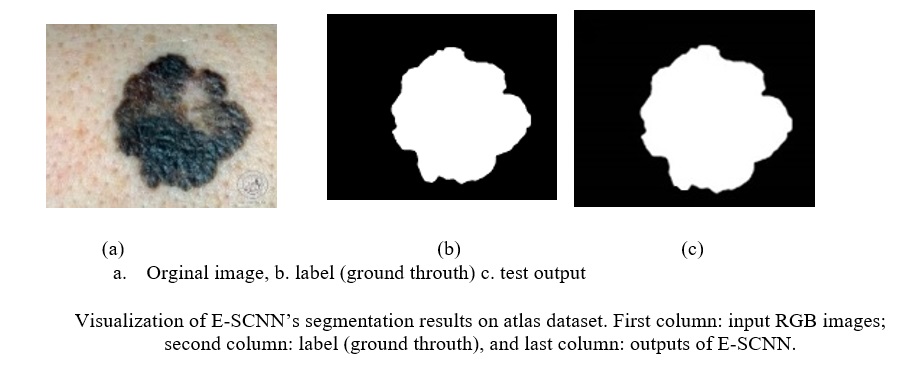 (a) (b) (c)
a. Orginal image, b. label (ground throuth) c. test output
Visualization of E-SCNN’s segmentation results on atlas dataset. First column: input RGB images;
second column: label (ground throuth), and last column: outputs of E-SCNN.